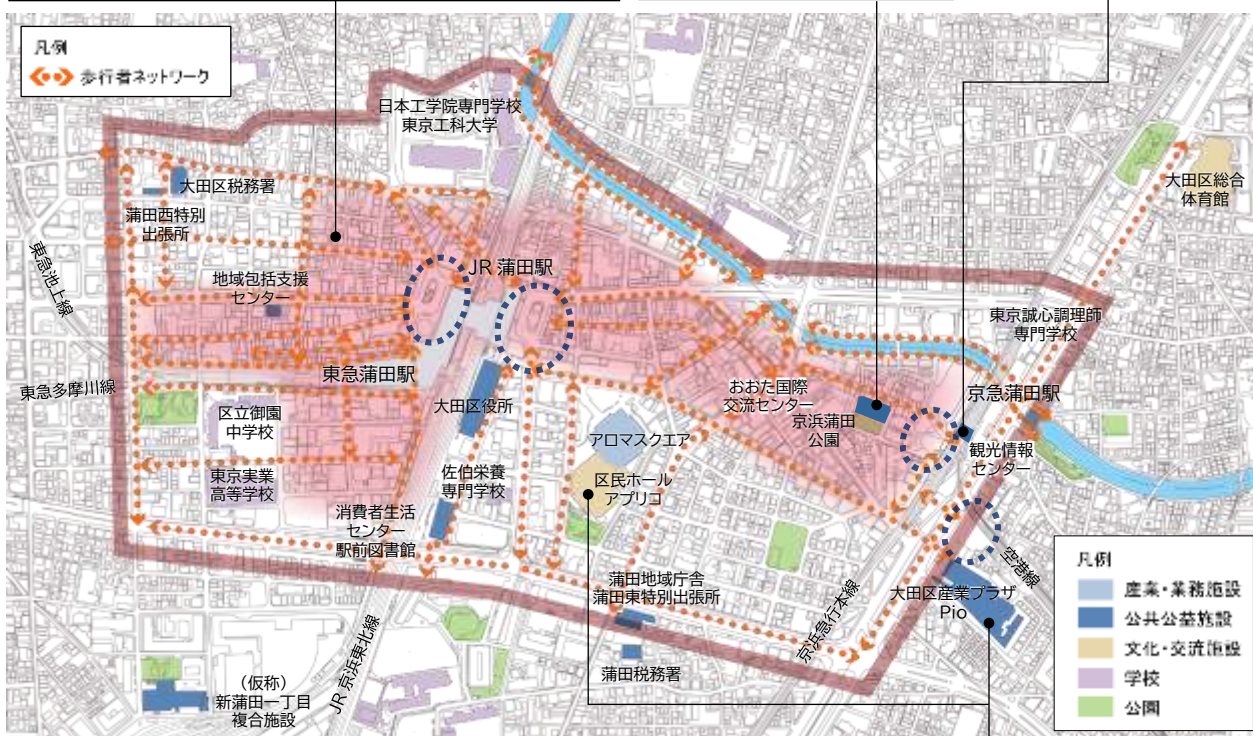 凡例
歩行者ネットワーク
日本工学院専門学校
東京工科大学
大田区税務署
大田区総合
体育館
蒲田西特別
出張所
東急池上線
JR 蒲田駅
地域包括支援
センター
東京誠心調理師
専門学校
東急蒲田駅
東急多摩川線
おおた国際
交流センター
京急蒲田駅
大田区役所
京浜蒲田
公園
区立御園
中学校
アロマスクエア
観光情報
センター
東京実業
高等学校
佐伯栄養
専門学校
区民ホール
アプリコ
消費者生活
センター
駅前図書館
空港線
蒲田地域庁舎
蒲田東特別出張所
大田区産業プラザ
Pio
京浜急行本線
蒲田税務署
JR 京浜東北線
（仮称）
新蒲田一丁目
複合施設
凡例
産業・業務施設
公共公益施設
文化・交流施設
学校
公園